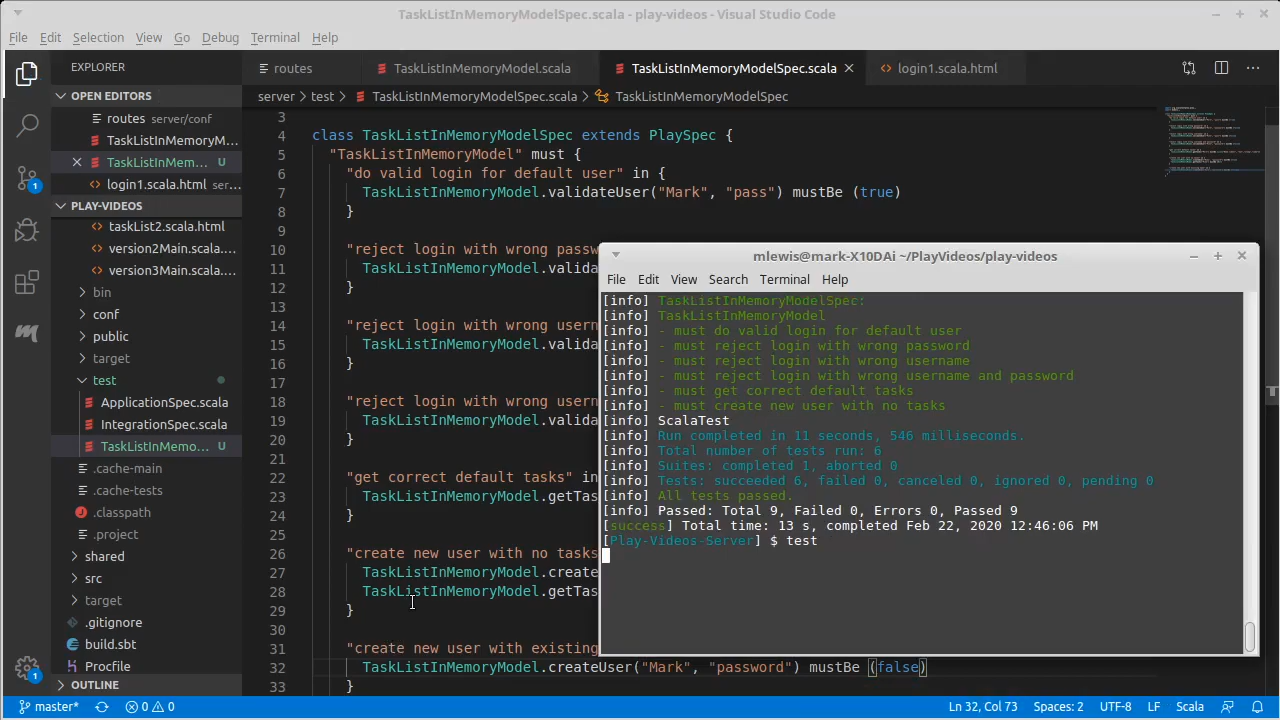 TaskListInMemoryModelSpec.scala - play-videos - Visual Studio Code
File Edit Selection View Go Debug Terminal Help
EXPLORER
routes TaskListInMemoryModel.scala TaskListInMemoryModelSpec.scala login1.scala.html
OPEN EDITORS
server > test > TaskListInMemoryModelSpec.scala > TaskListInMemoryModelSpec
routes server/conf
TaskListInMemoryM...
TaskListInMem... U
login1.scala.html ser...
PLAY-VIDEOS
taskList2.scala.html
version2Main.scala....
version3Main.scala....
bin
conf
public
target
test
ApplicationSpec.scala
IntegrationSpec.scala
TaskListInMemo... U
.cache-main
.cache-tests
.classpath
.project
shared
src
target
.gitignore
build.sbt
Procfile
OUTLINE
1
1
3
4 class TaskListInMemoryModelSpec extends PlaySpec {
5 "TaskListInMemoryModel" must {
6 "do valid login for default user" in {
7 TaskListInMemoryModel.validateUser("Mark", "pass") mustBe (true)
8 }
9
10 "reject login with wrong passw
11 TaskListInMemoryModel.valida
12 }
13
14 "reject login with wrong usern
15 TaskListInMemoryModel.valida
16 }
17
18 "reject login with wrong usern
19 TaskListInMemoryModel.valida
20 }
21
22 "get correct default tasks" in
23 TaskListInMemoryModel.getTas
24 }
25
26 "create new user with no tasks
27 TaskListInMemoryModel.create
28 TaskListInMemoryModel.getTas
29 }
30
31 "create new user with existing
32 TaskListInMemoryModel.createUser("Mark", "password") mustBe (false)
33 }
mlewis@mark-X10DAi ~/PlayVideos/play-videos
File Edit View Search Terminal Help
[info] TaskListInMemoryModelSpec:
[info] TaskListInMemoryModel
[info] - must do valid login for default user
[info] - must reject login with wrong password
[info] - must reject login with wrong username
[info] - must reject login with wrong username and password
[info] - must get correct default tasks
[info] - must create new user with no tasks
[info] ScalaTest
[info] Run completed in 11 seconds, 546 milliseconds.
[info] Total number of tests run: 6
[info] Suites: completed 1, aborted 0
[info] Tests: succeeded 6, failed 0, canceled 0, ignored 0, pending 0
[info] All tests passed.
[info] Passed: Total 9, Failed 0, Errors 0, Passed 9
[success] Total time: 13 s, completed Feb 22, 2020 12:46:06 PM
[Play-Videos-Server] $ test
master* 0 0 Ln 32, Col 73 Spaces: 2 UTF-8 LF Scala